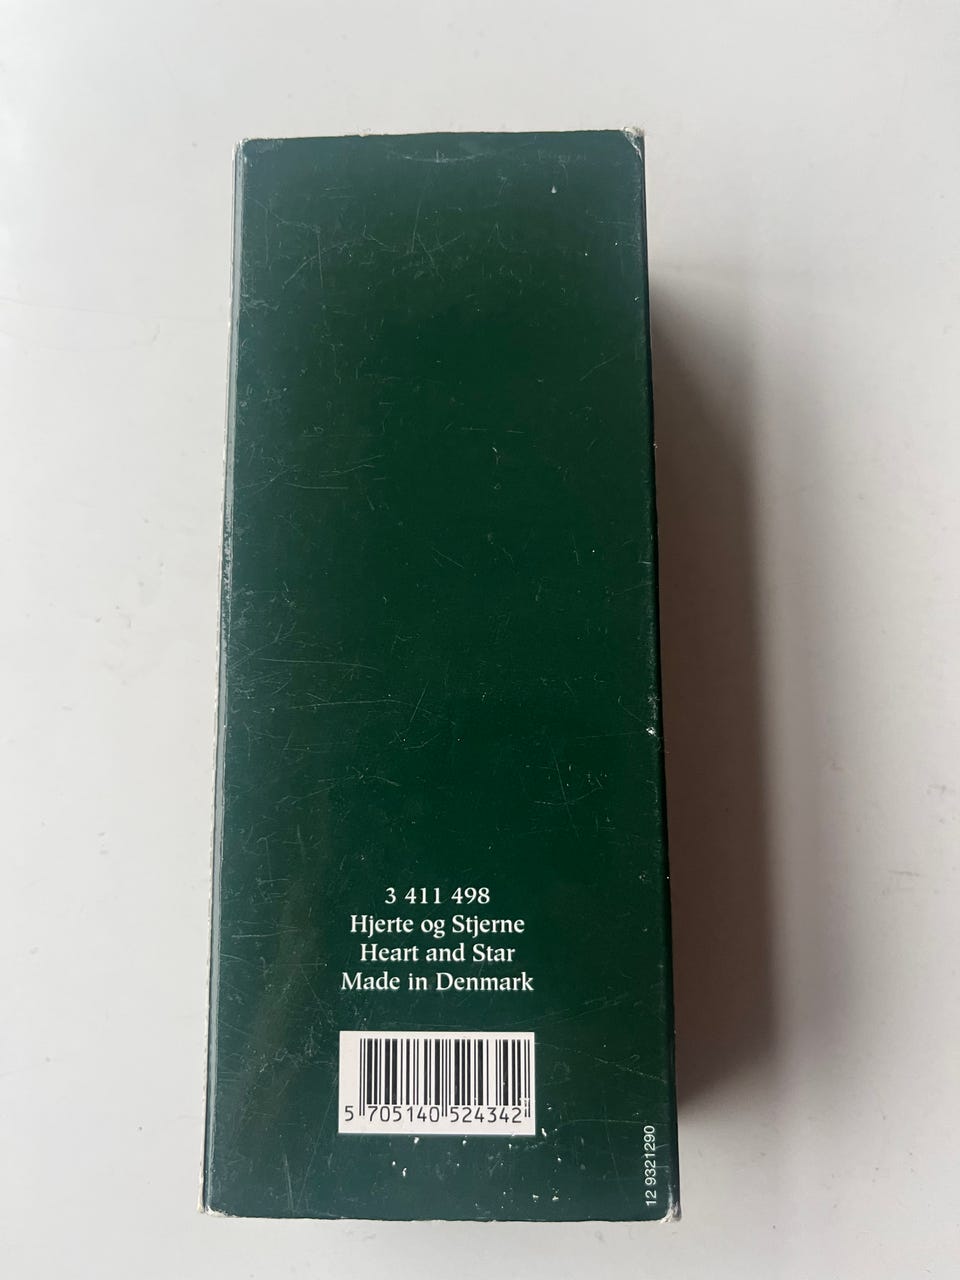 3 411 498
Hjerte og Stjerne
Heart and Star
Made in Denmark
5 705140 524342
12 9321290